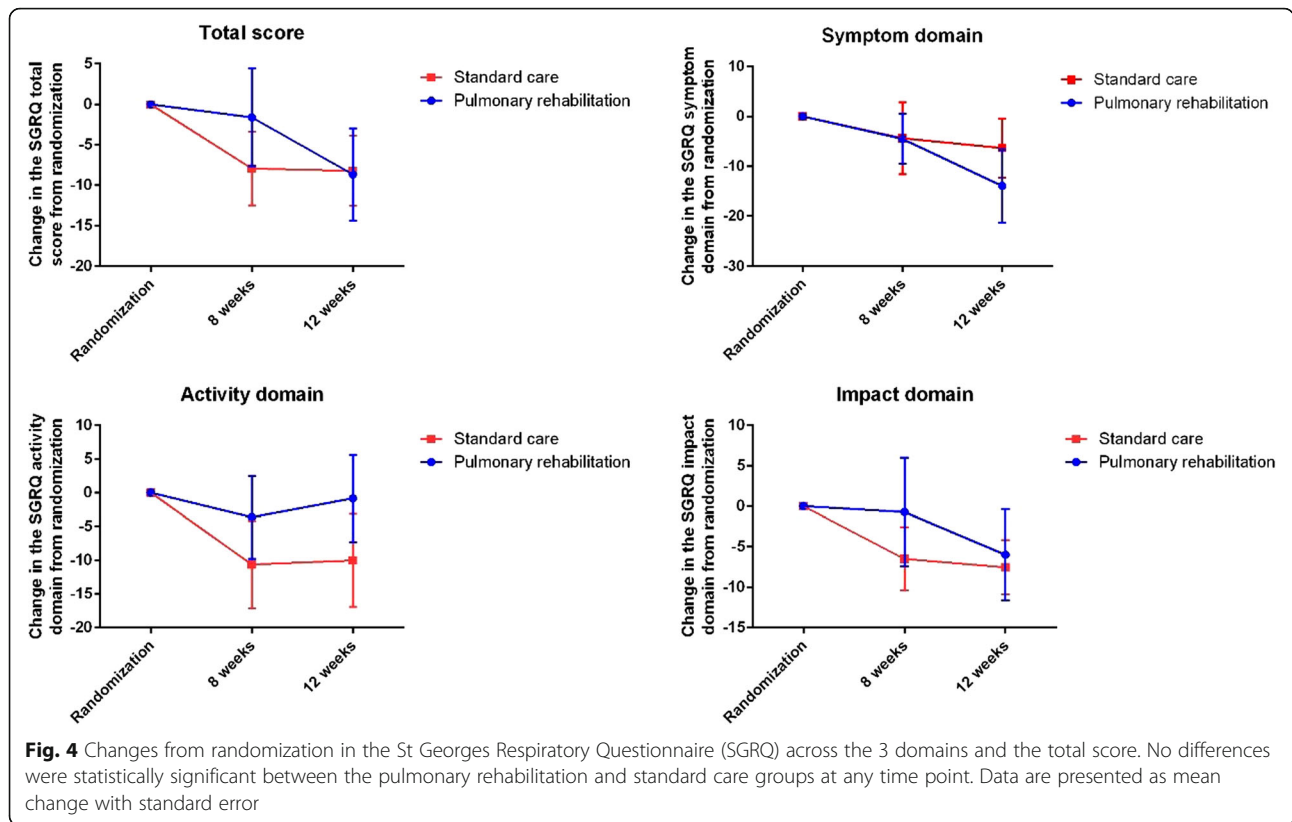 Total score
Change in the SGRQ total
score from randomization
5
0
-5
-10
-15
-20
Randomization
8 weeks
12 weeks
Standard care
Pulmonary rehabilitation
Symptom domain
Change in the SGRQ symptom
domain from randomization
10
0
-10
-20
-30
Randomization
8 weeks
12 weeks
Standard care
Pulmonary rehabilitation
Activity domain
Change in the SGRQ activity
domain from randomization
10
5
0
-5
-10
-15
-20
Randomization
8 weeks
12 weeks
Standard care
Pulmonary rehabilitation
Impact domain
Change in the SGRQ impact
domain from randomization
10
5
0
-5
-10
-15
Randomization
8 weeks
12 weeks
Standard care
Pulmonary rehabilitation
Fig. 4 Changes from randomization in the St Georges Respiratory Questionnaire (SGRQ) across the 3 domains and the total score. No differences
were statistically significant between the pulmonary rehabilitation and standard care groups at any time point. Data are presented as mean
change with standard error